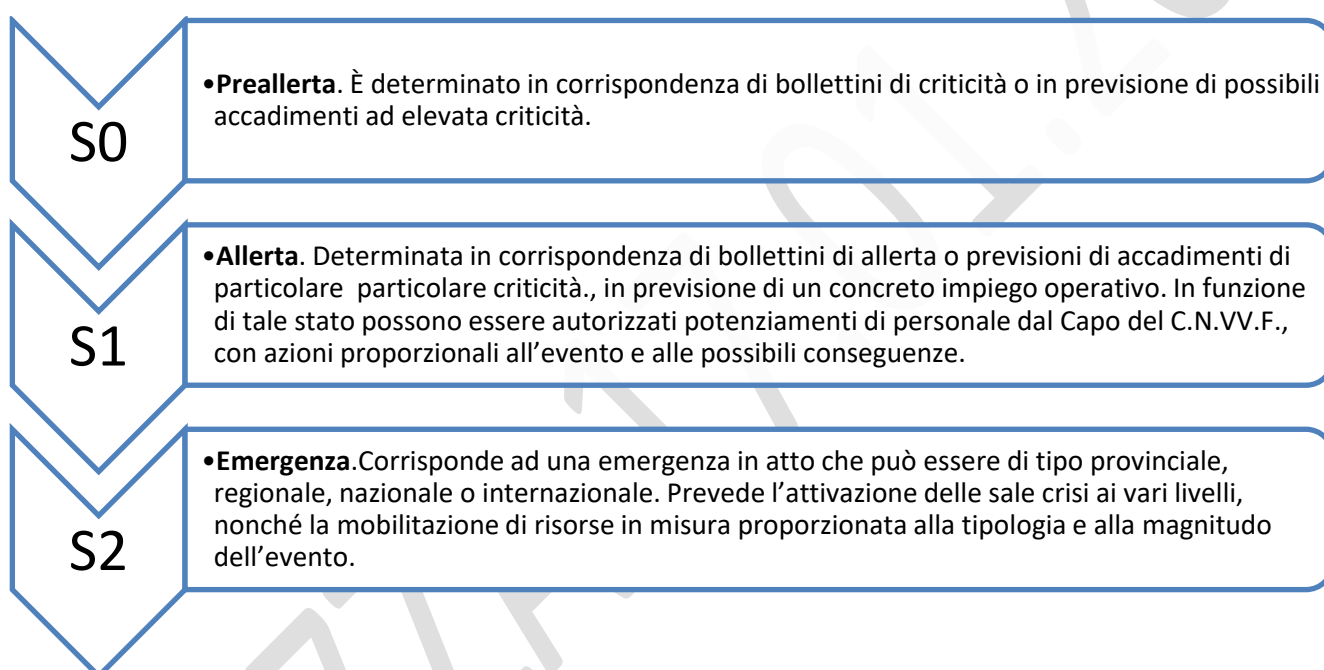 S0
•Preallerta. È determinato in corrispondenza di bollettini di criticità o in previsione di possibili
accadimenti ad elevata criticità.
S1
•Allerta. Determinata in corrispondenza di bollettini di allerta o previsioni di accadimenti di
particolare particolare criticità., in previsione di un concreto impiego operativo. In funzione
di tale stato possono essere autorizzati potenziamenti di personale dal Capo del C.N.VV.F.,
con azioni proporzionali all’evento e alle possibili conseguenze.
S2
•Emergenza.Corrisponde ad una emergenza in atto che può essere di tipo provinciale,
regionale, nazionale o internazionale. Prevede l’attivazione delle sale crisi ai vari livelli,
nonché la mobilitazione di risorse in misura proporzionata alla tipologia e alla magnitudo
dell’evento.